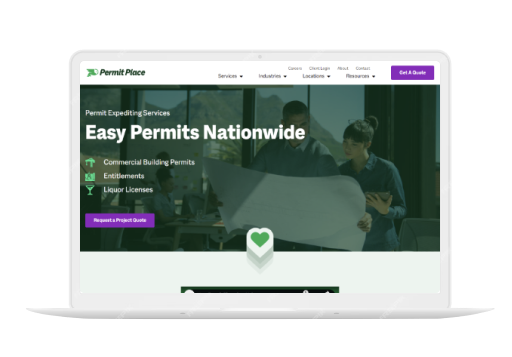 Careers Client Login About Contact
Permit Place
Services Industries Locations Resources
Get A Quote
Permit Expediting Services
Easy Permits Nationwide
Commercial Building Permits
Entitlements
Liquor Licenses
Request a Project Quote